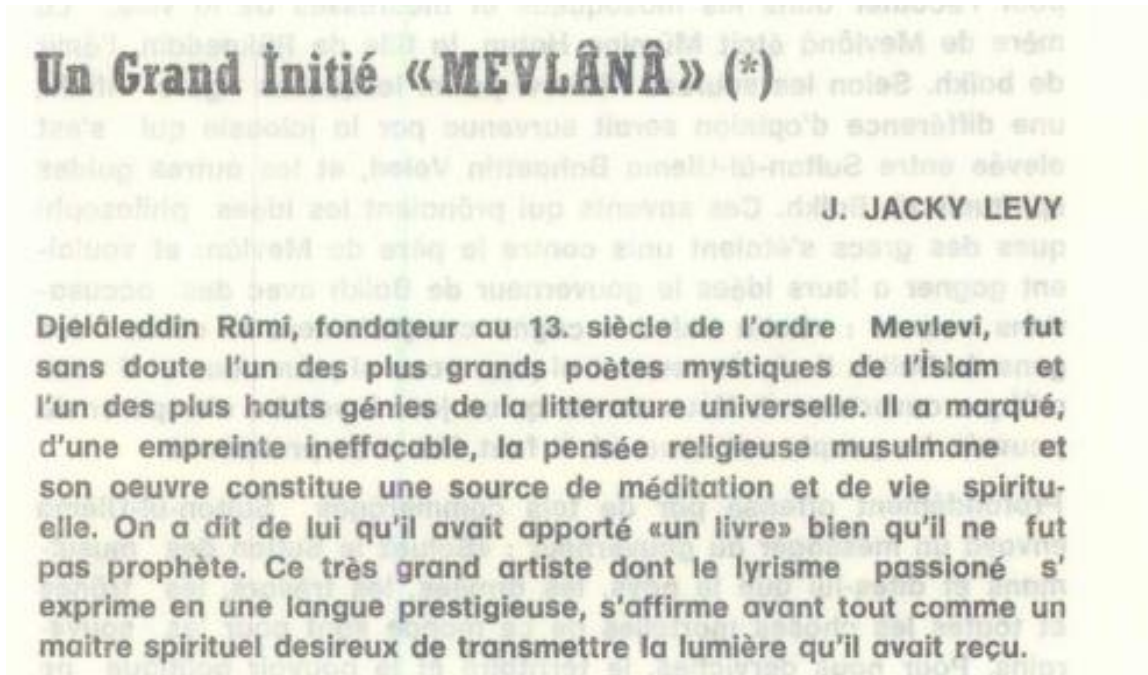 Un Grand İnitié «MEVLÂNÂ» (*)
J. JACKY LEVY
Djelâleddin Rûmi, fondateur au 13. siècle de l'ordre Mevlevi, fut
sans doute l'un des plus grands poètes mystiques de l'İslam et
l'un des plus hauts génies de la litterature universelle. Il a marqué,
d'une empreinte ineffaçable, la pensée religieuse musulmane et
son oeuvre constitue une source de méditation et de vie spiritu-
elle. On a dit de lui qu'il avait apporté «un livre» bien qu'il ne fut
pas prophète. Ce très grand artiste dont le lyrisme passioné s'
exprime en une langue prestigieuse, s'affirme avant tout comme un
maitre spirituel desireux de transmettre la lumière qu'il avait reçu.